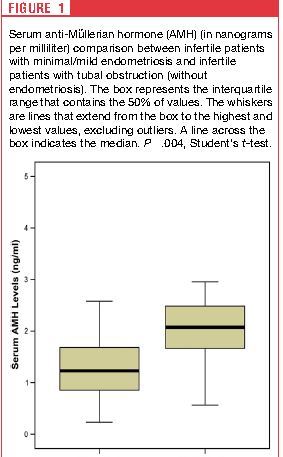 FIGURE 1
Serum anti-Müllerian hormone (AMH) (in nanograms
per milliliter) comparison between infertile patients
with minimal/mild endometriosis and infertile
patients with tubal obstruction (without
endometriosis). The box represents the interquartile
range that contains the 50% of values. The whiskers
are lines that extend from the box to the highest and
lowest values, excluding outliers. A line across the
box indicates the median. P .004, Student's t-test.
Serum AMH Levels (ng/ml)
5
4
3
2
1
0